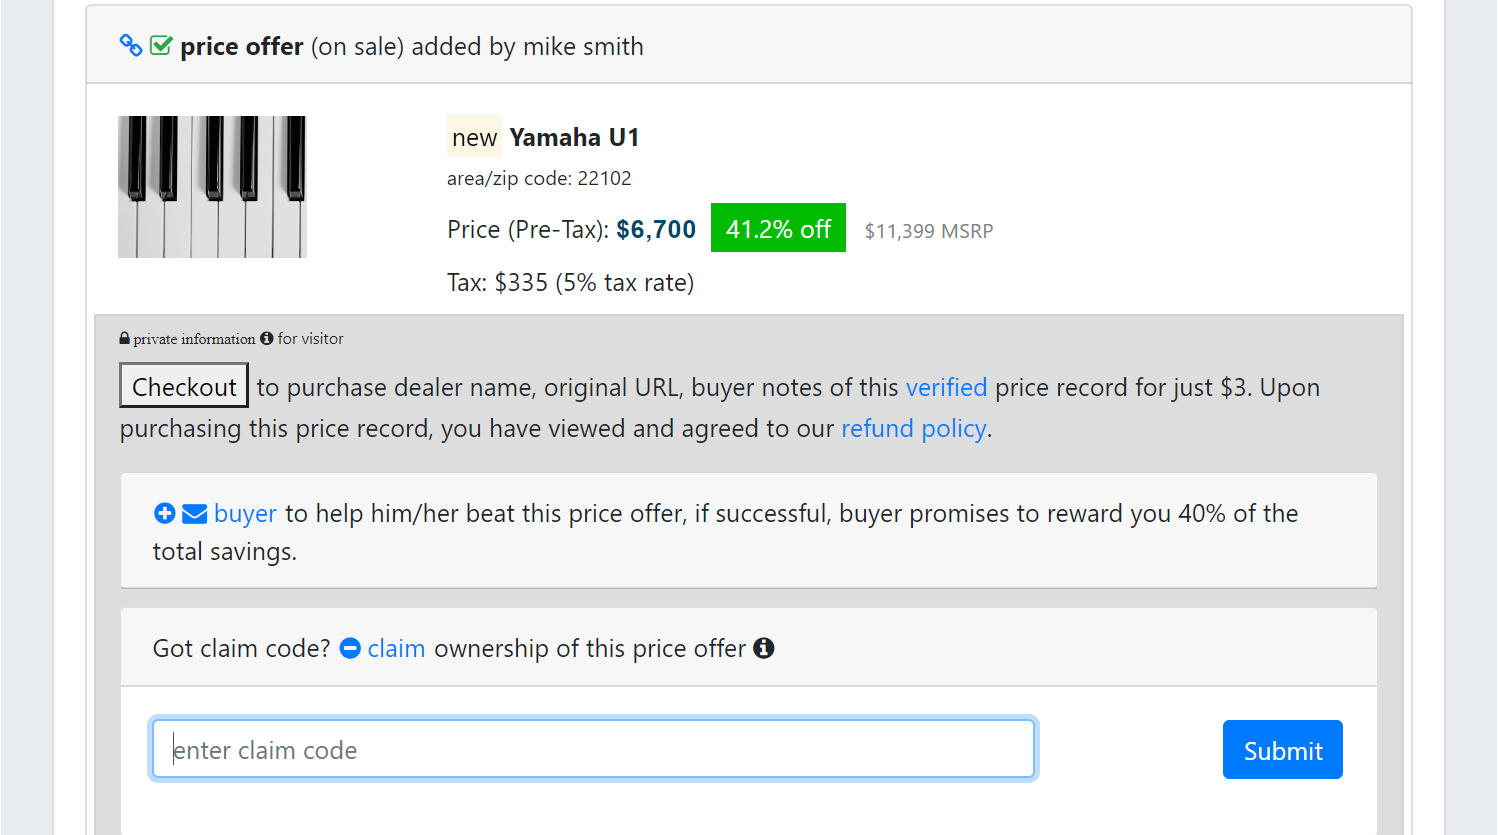 price offer (on sale) added by mike smith
new Yamaha U1
area/zip code: 22102
Price (Pre-Tax): $6,700 41.2% off $11,399 MSRP
Tax: $335 (5% tax rate)
private information for visitor
Checkout to purchase dealer name, original URL, buyer notes of this verified price record for just $3. Upon
purchasing this price record, you have viewed and agreed to our refund policy.
buyer to help him/her beat this price offer, if successful, buyer promises to reward you 40% of the
total savings.
Got claim code? claim ownership of this price offer
enter claim code
Submit